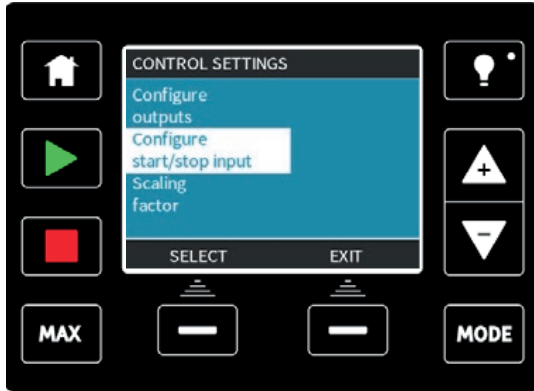 CONTROL SETTINGS
Configure
outputs
Configure
start/stop input
Scaling
factor
SELECT EXIT
+
−
MAX
MODE